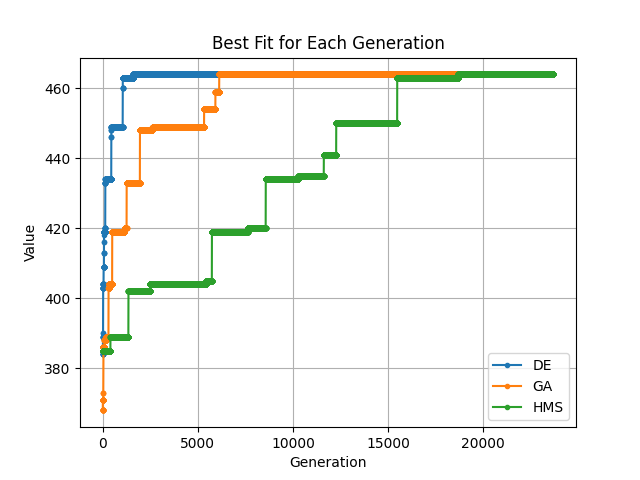 Best Fit for Each Generation
Value
460
440
420
400
380
0 5000 10000 15000 20000
Generation
DE
GA
HMS